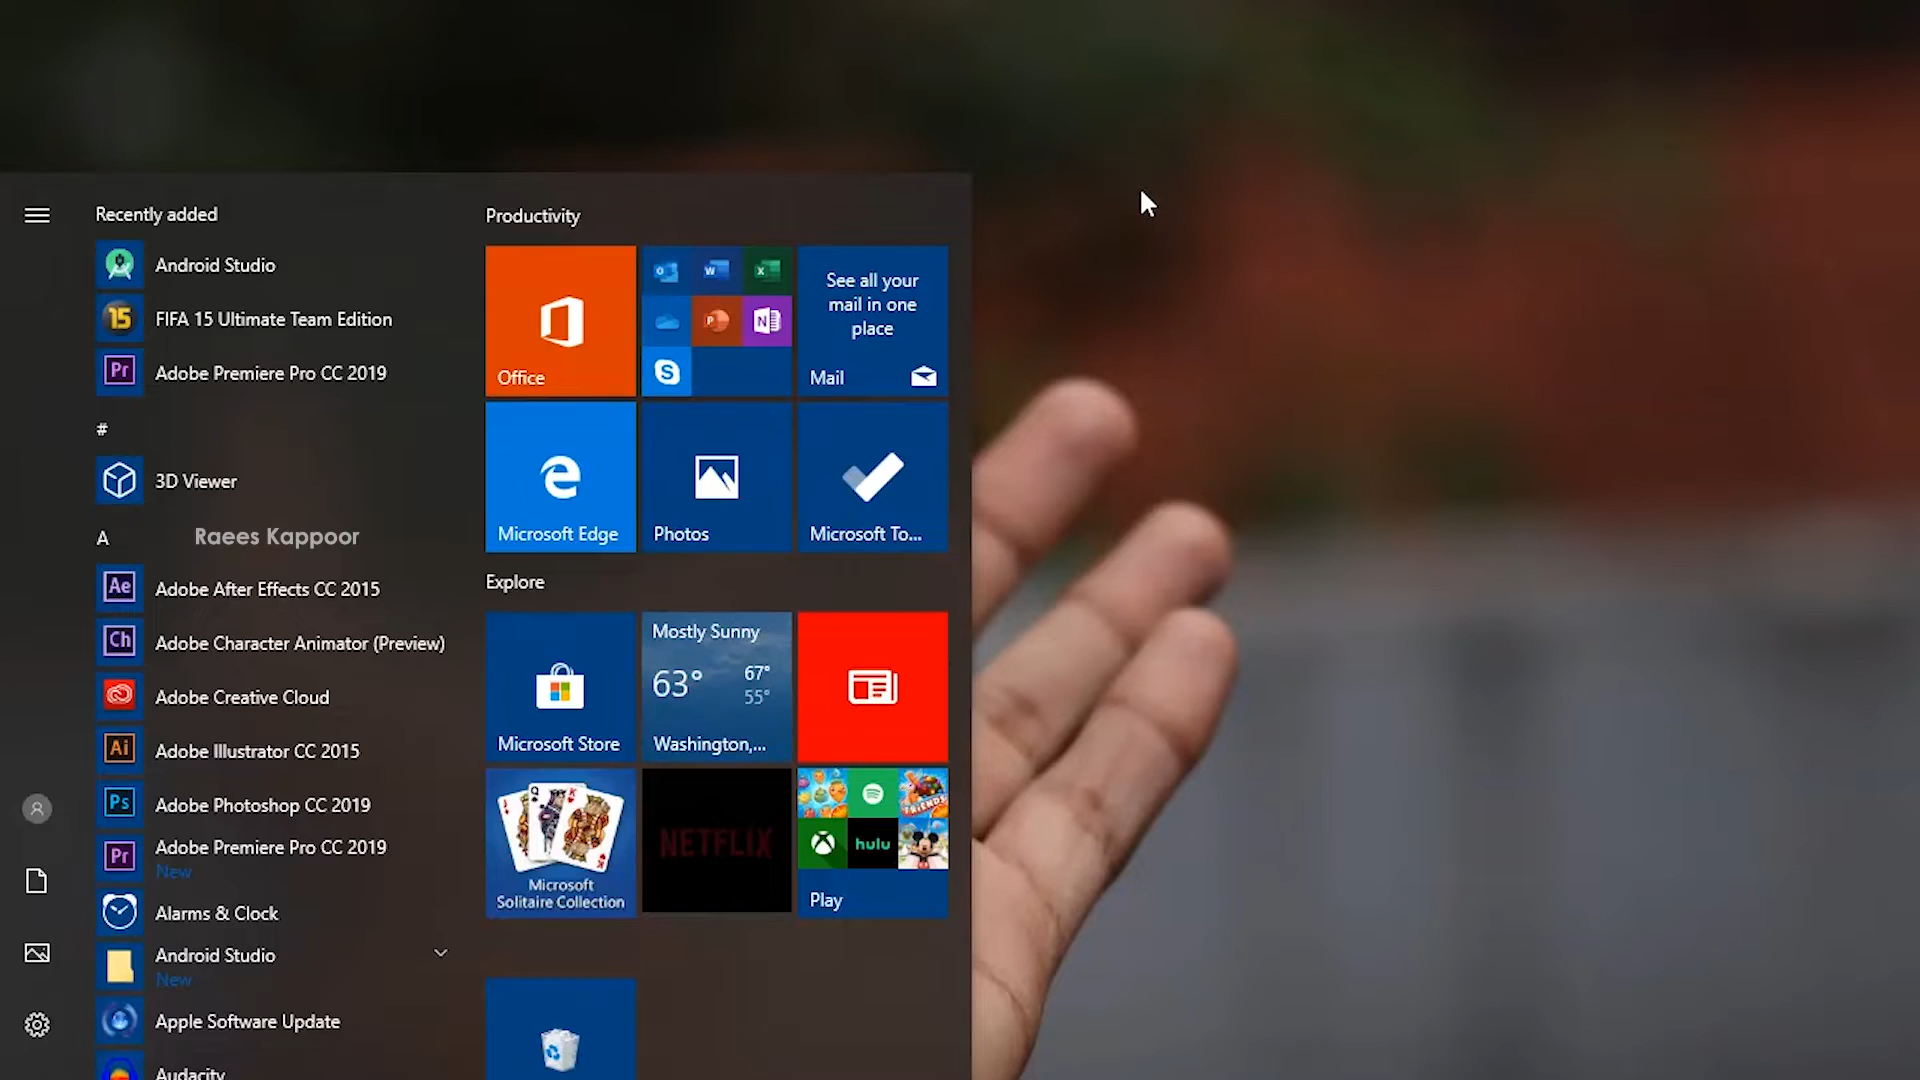 Recently added
Android Studio
15
FIFA 15 Ultimate Team Edition
Pr
Adobe Premiere Pro CC 2019
#
3D Viewer
A
Raees Kappoor
Ae
Adobe After Effects CC 2015
Ch
Adobe Character Animator (Preview)
Adobe Creative Cloud
Ai
Adobe Illustrator CC 2015
Ps
Adobe Photoshop CC 2019
Pr
Adobe Premiere Pro CC 2019
New
Alarms & Clock
Android Studio
New
Apple Software Update
Audacity
Productivity
Office
See all your
mail in one
place
Mail
Microsoft Edge
Photos
Microsoft To...
Explore
Microsoft Store
Mostly Sunny
63°
67°
55°
Washington,...
Microsoft
Solitaire Collection
NETFLIX
FRIENDS
hulu
Play